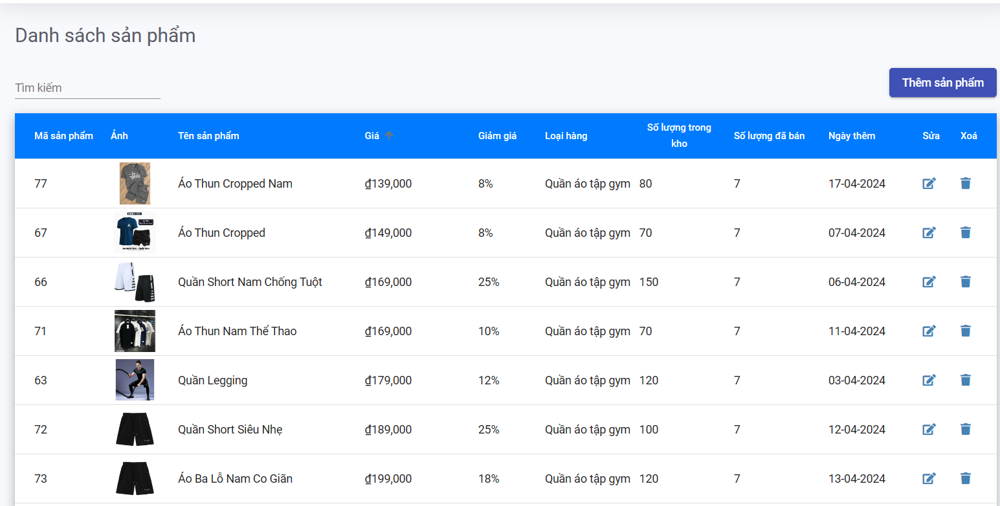 Danh sách sản phẩm
Tìm kiếm
Thêm sản phẩm
Mã sản phẩm Ảnh Tên sản phẩm Giá Giảm giá Loại hàng Số lượng trong kho Số lượng đã bán Ngày thêm Sửa Xoá
77 Áo Thun Cropped Nam ₫139,000 8% Quần áo tập gym 80 7 17-04-2024
67 Áo Thun Cropped ₫149,000 8% Quần áo tập gym 70 7 07-04-2024
66 Quần Short Nam Chống Tuột ₫169,000 25% Quần áo tập gym 150 7 06-04-2024
71 Áo Thun Nam Thể Thao ₫169,000 10% Quần áo tập gym 70 7 11-04-2024
63 Quần Legging ₫179,000 12% Quần áo tập gym 120 7 03-04-2024
72 Quần Short Siêu Nhẹ ₫189,000 25% Quần áo tập gym 100 7 12-04-2024
73 Áo Ba Lỗ Nam Co Giãn ₫199,000 18% Quần áo tập gym 120 7 13-04-2024